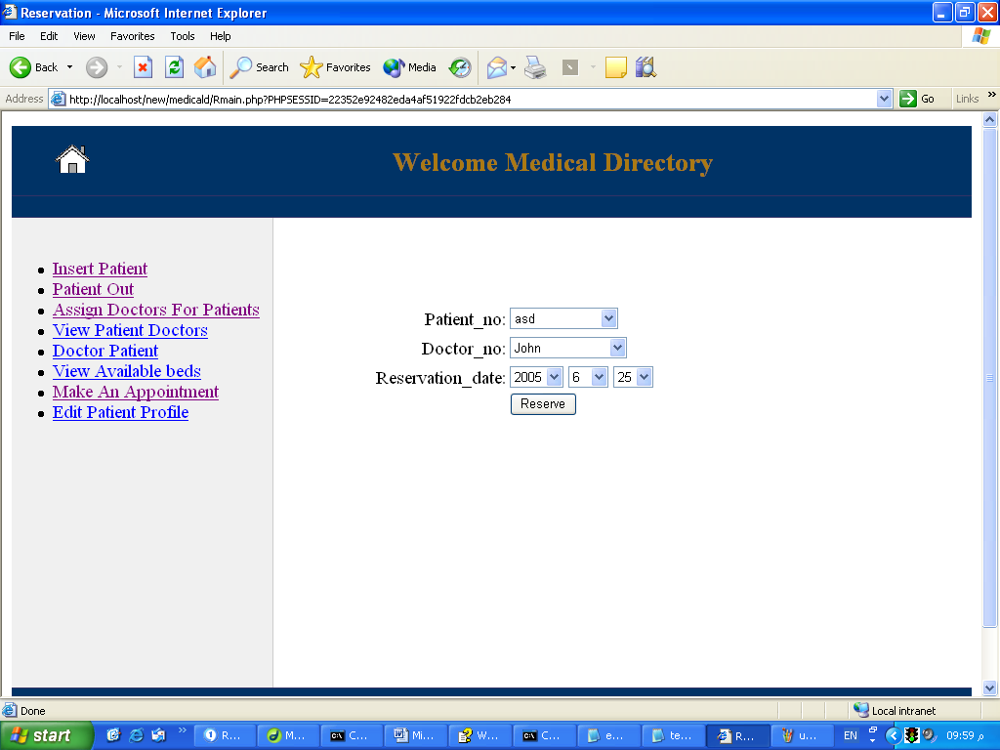 Reservation - Microsoft Internet Explorer
File Edit View Favorites Tools Help
Back Search Favorites Media
Address http://localhost/new/medicald/Rmain.php?PHPSESSID=22352e92482eda4af51922fdcb2eb284 Go Links »
Welcome Medical Directory
Insert Patient
Patient Out
Assign Doctors For Patients
View Patient Doctors
Doctor Patient
View Available beds
Make An Appointment
Edit Patient Profile
Patient_no: asd
Doctor_no: John
Reservation_date: 2005 6 25
Reserve
Done Local intranet
start » R... M... C... Mi... W... C... e... te... R... u... EN 09:59 م